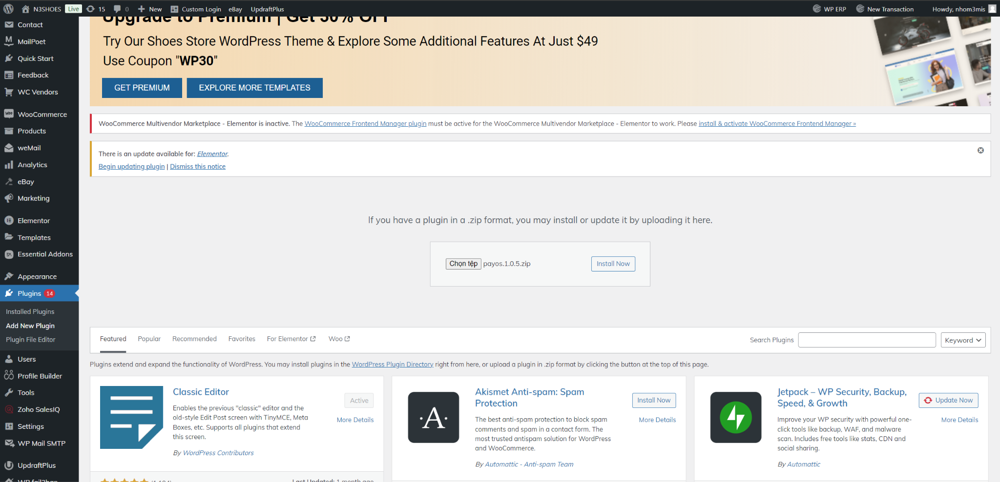 N3SHOES Live 15 0 New Custom Login eBay UpdraftPlus WP ERP New Transaction Howdy, nhom3mis
Contact
MailPoet
Quick Start
Feedback
WC Vendors
WooCommerce
Products
weMail
Analytics
eBay
Marketing
Elementor
Templates
Essential Addons
Appearance
Plugins 14
Installed Plugins
Add New Plugin
Plugin File Editor
Users
Profile Builder
Tools
Zoho SalesIQ
Settings
WP Mail SMTP
UpdraftPlus
WP fail2ban
Upgrade to Premium | Get 30% OFF
Try Our Shoes Store WordPress Theme & Explore Some Additional Features At Just $49
Use Coupon "WP30"
GET PREMIUM EXPLORE MORE TEMPLATES
WooCommerce Multivendor Marketplace - Elementor is inactive. The WooCommerce Frontend Manager plugin must be active for the WooCommerce Multivendor Marketplace - Elementor to work. Please install & activate WooCommerce Frontend Manager »
There is an update available for: Elementor.
Begin updating plugin | Dismiss this notice
If you have a plugin in a .zip format, you may install or update it by uploading it here.
Chọn tệp payos.1.0.5.zip Install Now
Featured Popular Recommended Favorites For Elementor Woo Search Plugins Keyword
Plugins extend and expand the functionality of WordPress. You may install plugins in the WordPress Plugin Directory right from here, or upload a plugin in .zip format by clicking the button at the top of this page.
Classic Editor
Active
More Details
Enables the previous "classic" editor and the
old-style Edit Post screen with TinyMCE, Meta
Boxes, etc. Supports all plugins that extend
this screen.
By WordPress Contributors
Last Updated: 1 month ago
Akismet Anti-spam: Spam
Protection
Install Now
More Details
The best anti-spam protection to block spam
comments and spam in a contact form. The
most trusted antispam solution for WordPress
and WooCommerce.
By Automattic - Anti-spam Team
Jetpack – WP Security, Backup,
Speed, & Growth
Update Now
More Details
Improve your WP security with powerful one-
click tools like backup, WAF, and malware
scan. Includes free tools like stats, CDN and
social sharing.
By Automattic